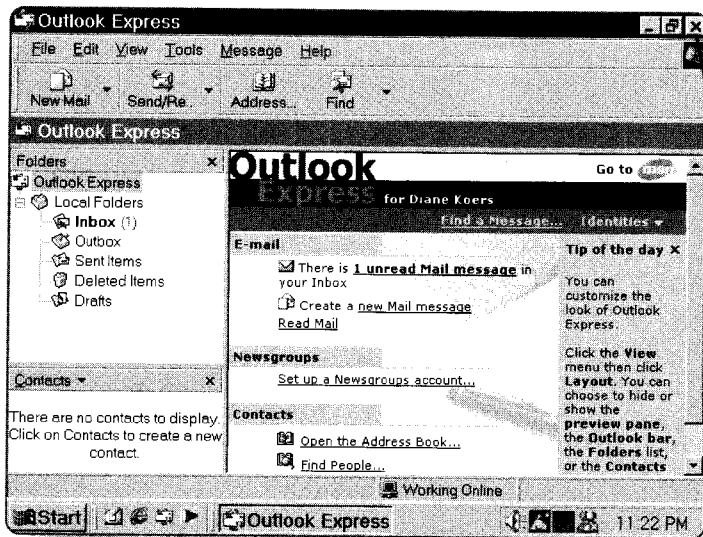 Outlook Express
File Edit View Tools Message Help
New Mail Send/Re... Address... Find
Outlook Express
Folders ×
Outlook Express
Local Folders
Inbox (1)
Outbox
Sent Items
Deleted Items
Drafts
Contacts ×
There are no contacts to display.
Click on Contacts to create a new
contact.
Outlook
Express for Diane Koers
Go to msn
Find a Message... Identities
E-mail
There is 1 unread Mail message in
your Inbox
Create a new Mail message
Read Mail
Newsgroups
Set up a Newsgroups account...
Contacts
Open the Address Book...
Find People...
Tip of the day ×
You can
customize the
look of Outlook
Express.
Click the View
menu then click
Layout. You can
choose to hide or
show the
preview pane,
the Outlook bar,
the Folders list,
or the Contacts
Working Online
Start Outlook Express 11:22 PM